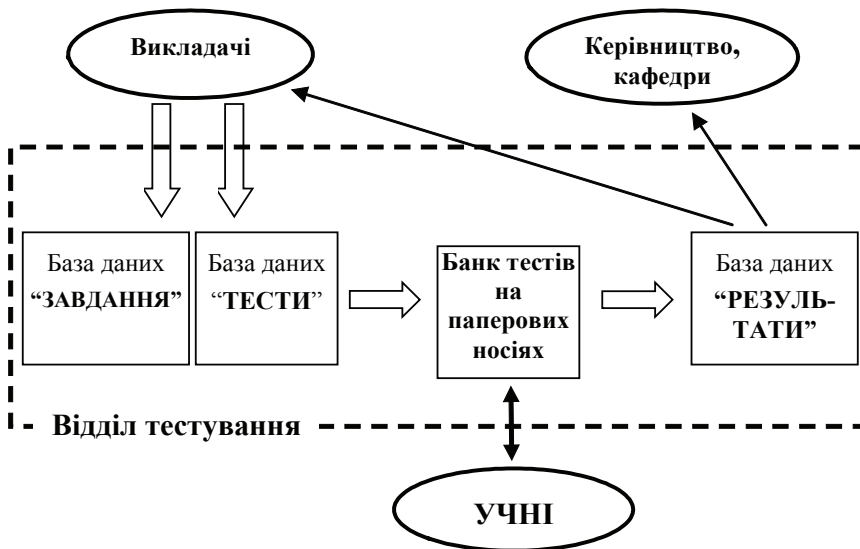 Викладачі
Керівництво,
кафедри
База даних
“ЗАВДАННЯ”
База даних
“ТЕСТИ”
Банк тестів
на
паперових
носіях
База даних
“РЕЗУЛЬ-
ТАТИ”
Відділ тестування
УЧНІ